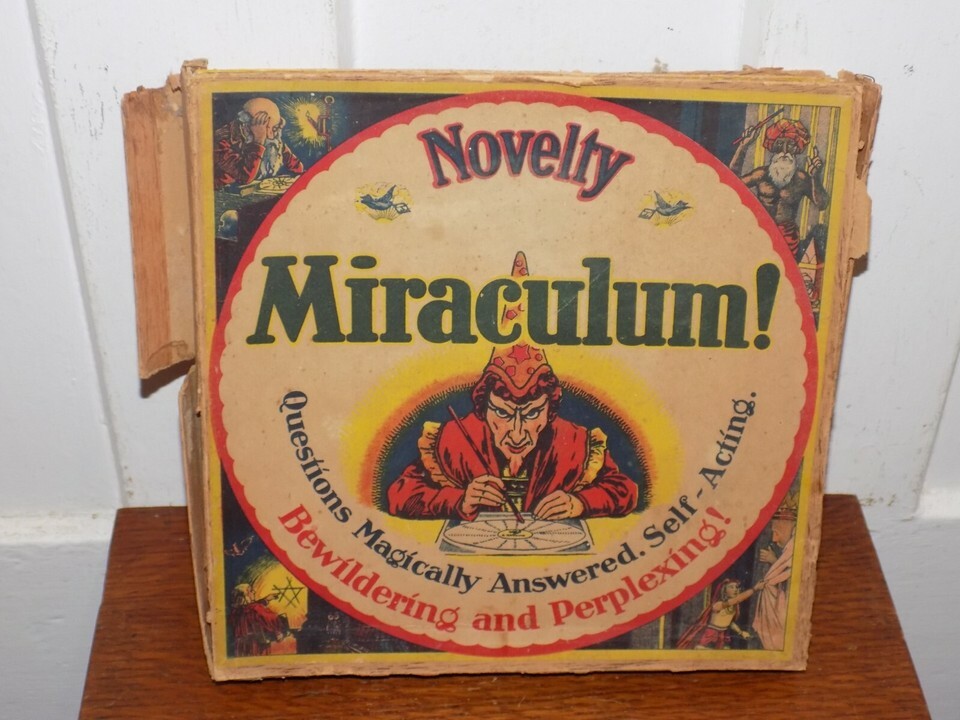 Novelty
Miraculum!
Questions Magically Answered. Self-Acting.
Bewildering and Perplexing!